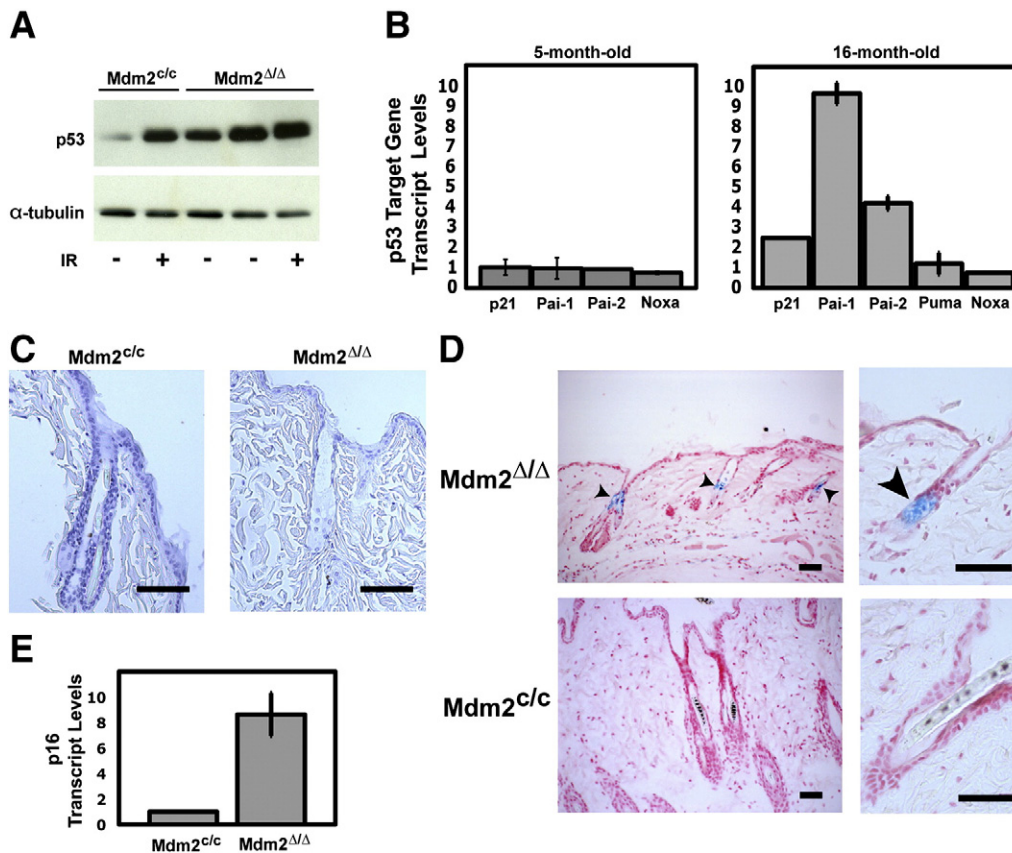 A
Mdm2c/c Mdm2Δ/Δ
p53
α-tubulin
IR - + - - +
B
p53 Target Gene
Transcript Levels
5-month-old
10
9
8
7
6
5
4
3
2
1
0
p21 Pai-1 Pai-2 Noxa
16-month-old
10
9
8
7
6
5
4
3
2
1
0
p21 Pai-1 Pai-2 Puma Noxa
C
Mdm2c/c
Mdm2Δ/Δ
D
Mdm2Δ/Δ
Mdm2c/c
E
p16
Transcript Levels
10
8
6
4
2
0
Mdm2c/c Mdm2Δ/Δ